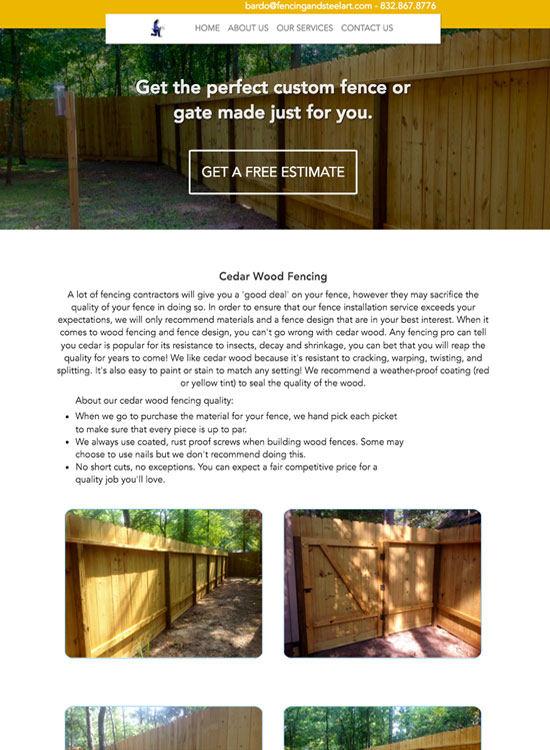 bardo@fencingandsteelart.com - 832.867.8776
HOME ABOUT US OUR SERVICES CONTACT US
Get the perfect custom fence or
gate made just for you.
GET A FREE ESTIMATE
Cedar Wood Fencing
A lot of fencing contractors will give you a 'good deal' on your fence, however they may sacrifice the
quality of your fence in doing so. In order to ensure that our fence installation service exceeds your
expectations, we will only recommend materials and a fence design that are in your best interest. When it
comes to wood fencing and fence design, you can't go wrong with cedar wood. Any fencing pro can tell
you cedar is popular for its resistance to insects, decay and shrinkage, you can bet that you will reap the
quality for years to come! We like cedar wood because it's resistant to cracking, warping, twisting, and
splitting. It's also easy to paint or stain to match any setting! We recommend a weather-proof coating (red
or yellow tint) to seal the quality of the wood.
About our cedar wood fencing quality:
• When we go to purchase the material for your fence, we hand pick each picket
to make sure that every piece is up to par.
• We always use coated, rust proof screws when building wood fences. Some may
choose to use nails but we don't recommend doing this.
• No short cuts, no exceptions. You can expect a fair competitive price for a
quality job you'll love.